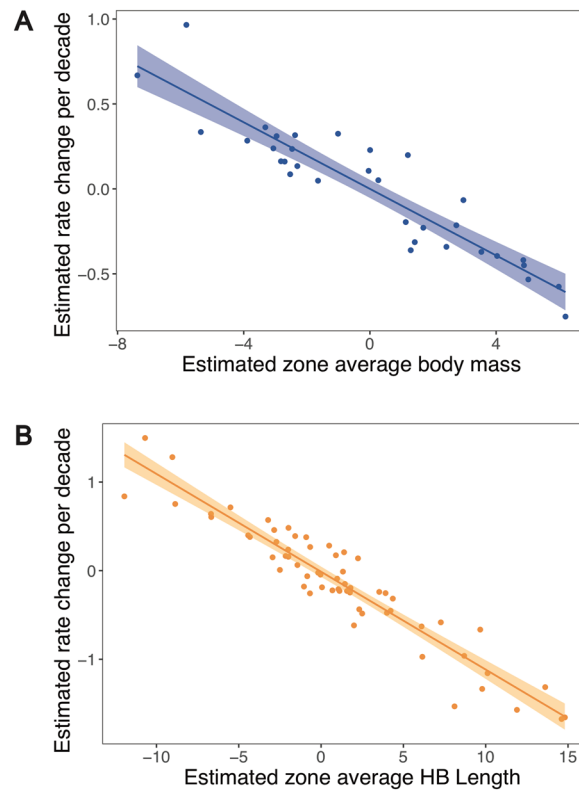 A
Estimated rate change per decade
1.0
0.5
0.0
−0.5
−8 −4 0 4
Estimated zone average body mass
B
Estimated rate change per decade
1
0
−1
−10 −5 0 5 10 15
Estimated zone average HB Length